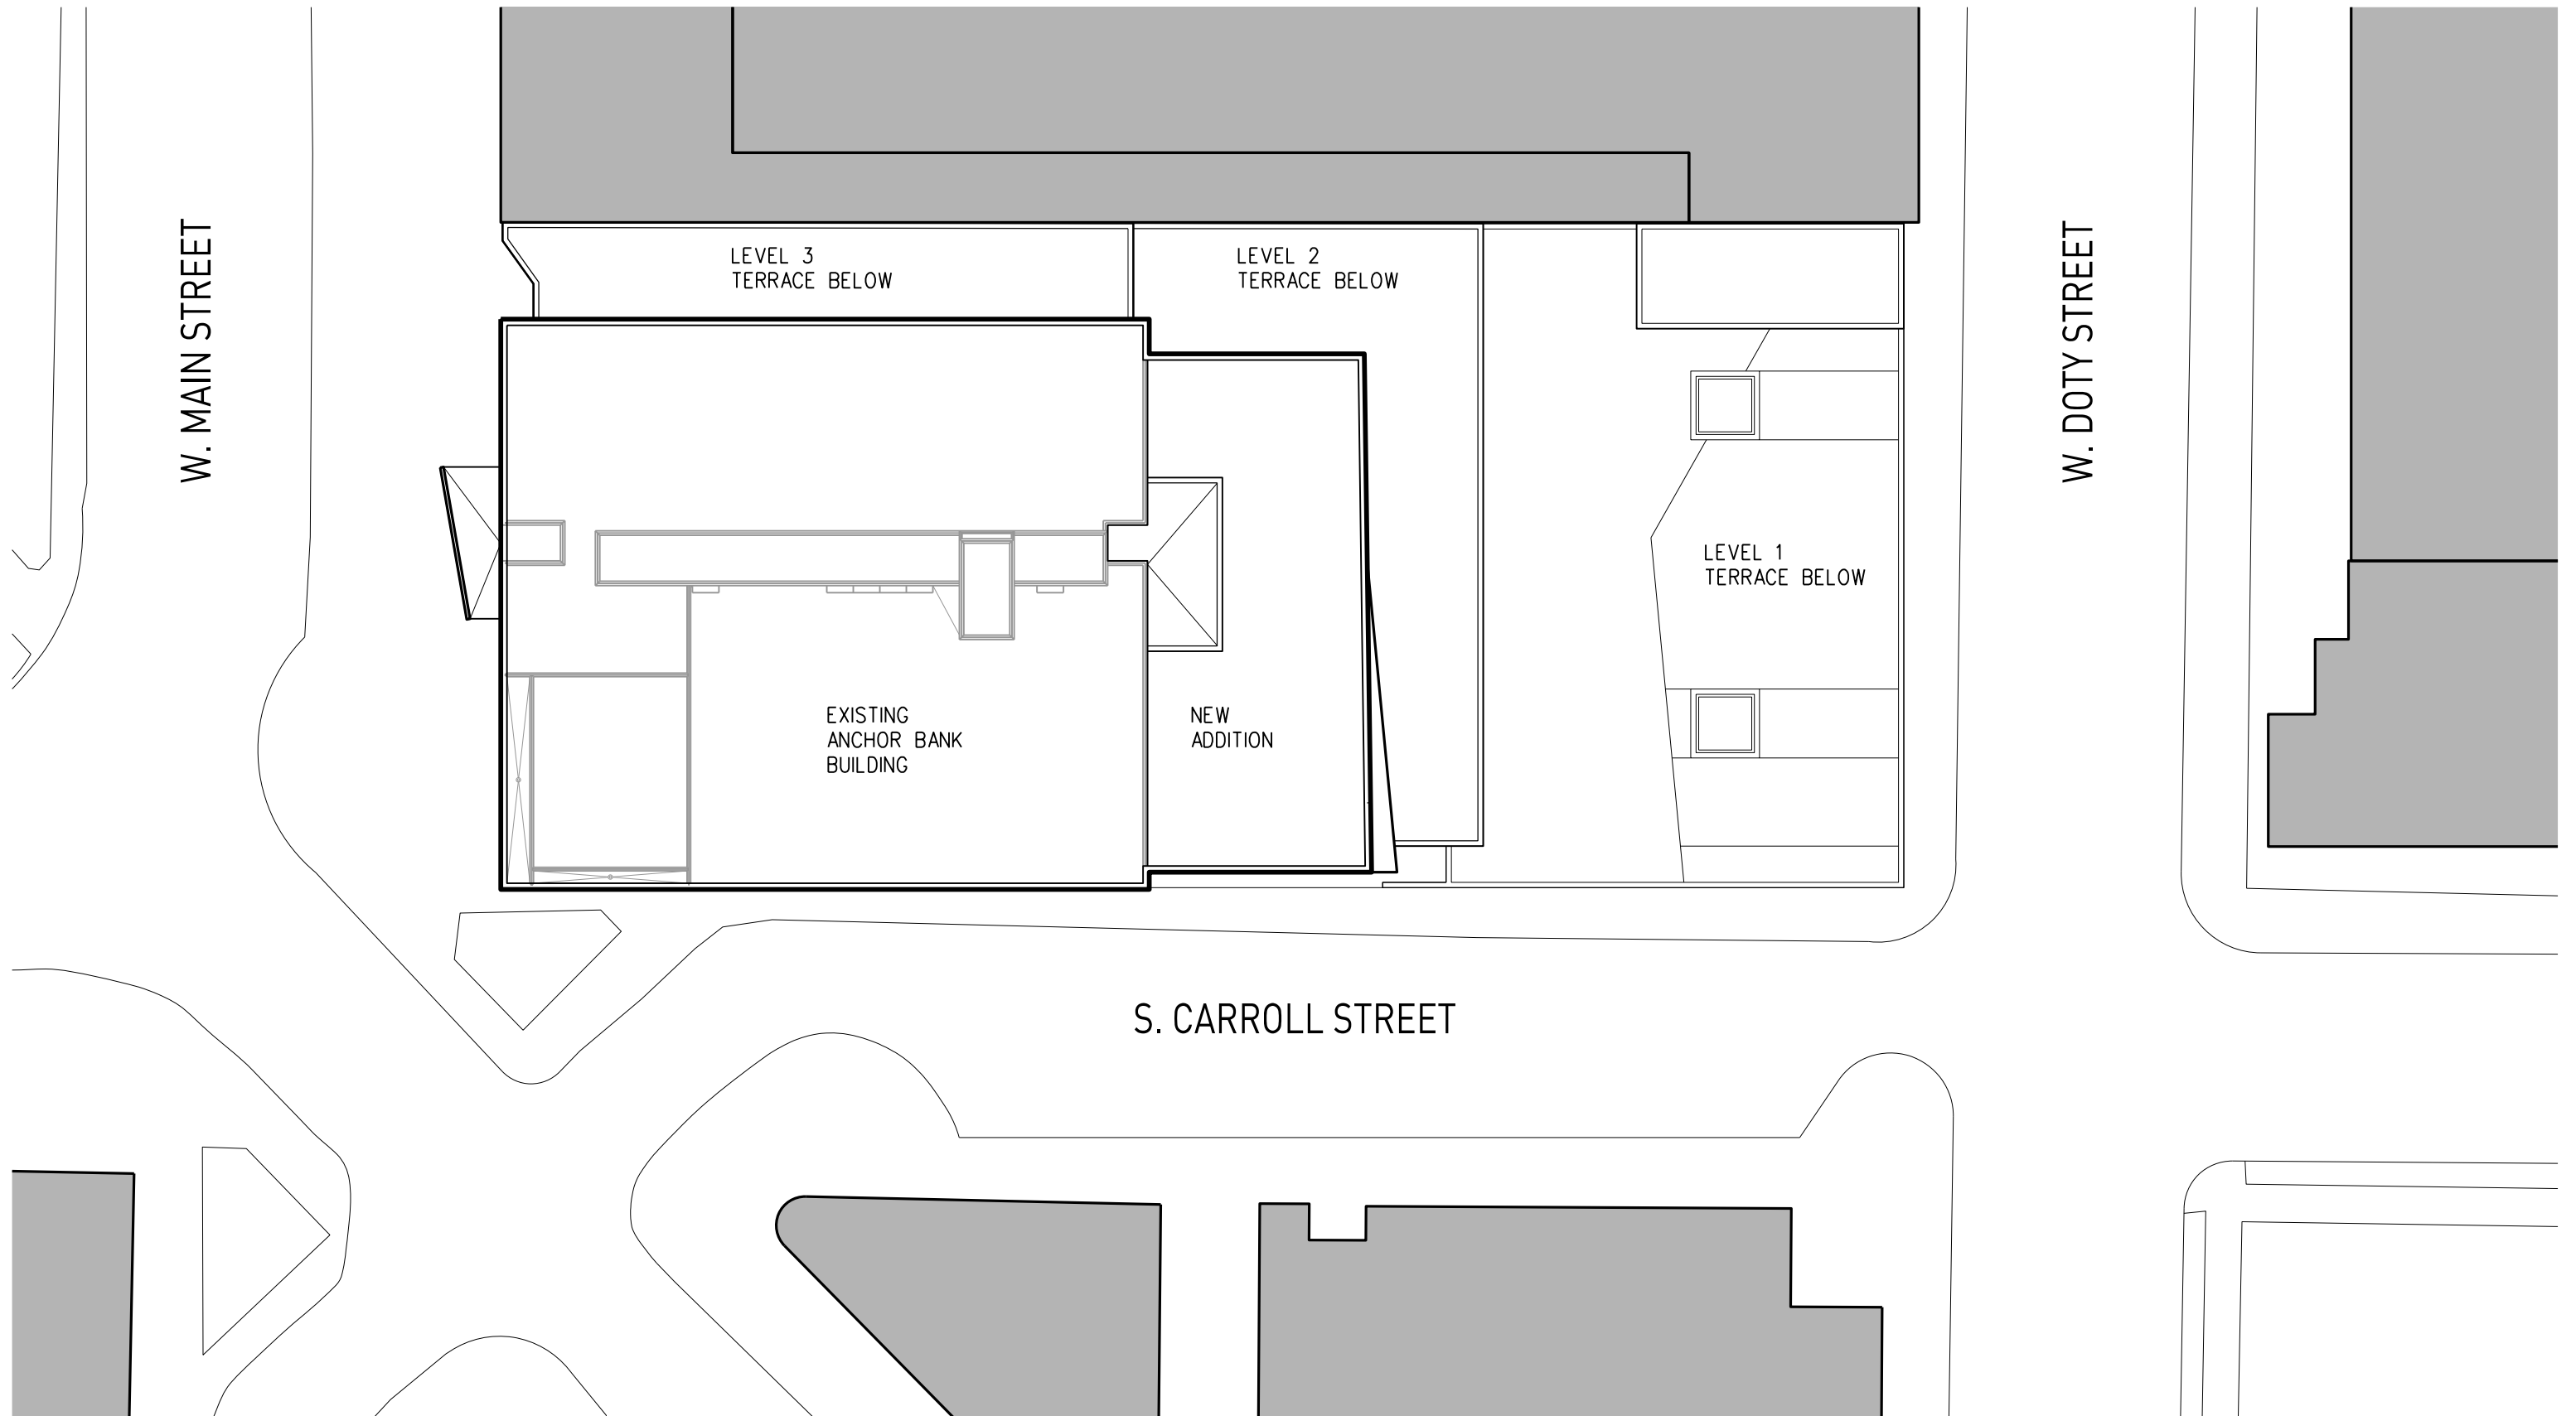 W. MAIN STREET
LEVEL 3
TERRACE BELOW
LEVEL 2
TERRACE BELOW
W. DOTY STREET
LEVEL 1
TERRACE BELOW
EXISTING
ANCHOR BANK
BUILDING
NEW
ADDITION
S. CARROLL STREET